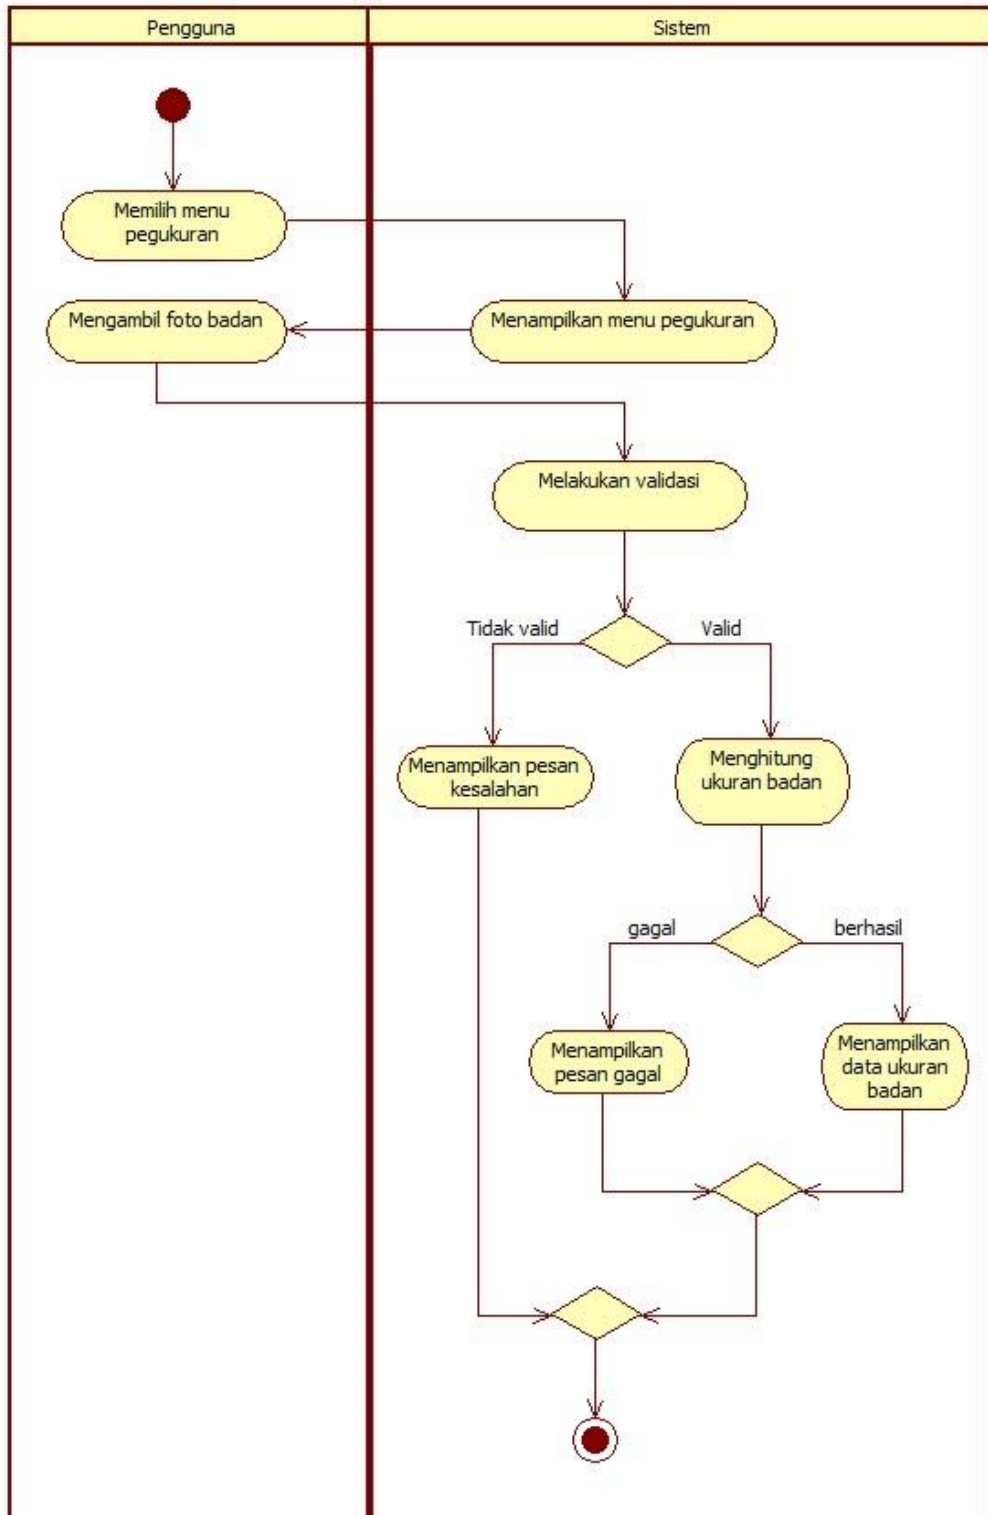 Pengguna
Sistem
Memilih menu
pegukuran
Mengambil foto badan
Menampilkan menu pegukuran
Melakukan validasi
Tidak valid
Valid
Menampilkan pesan
kesalahan
Menghitung
ukuran badan
gagal
berhasil
Menampilkan
pesan gagal
Menampilkan
data ukuran
badan